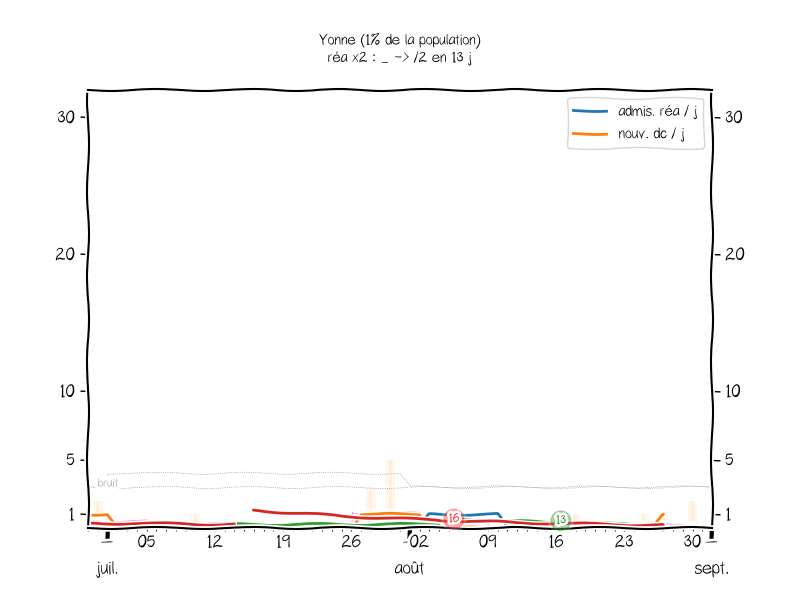 Yonne (1% de la population)
réa x2 : _ -> /2 en 13 j
admis. réa / j
nouv. dc / j
30 30
20 20
10 10
5 5
bruit
1 16 13 1
05 12 19 26 02 09 16 23 30
juil. août sept.